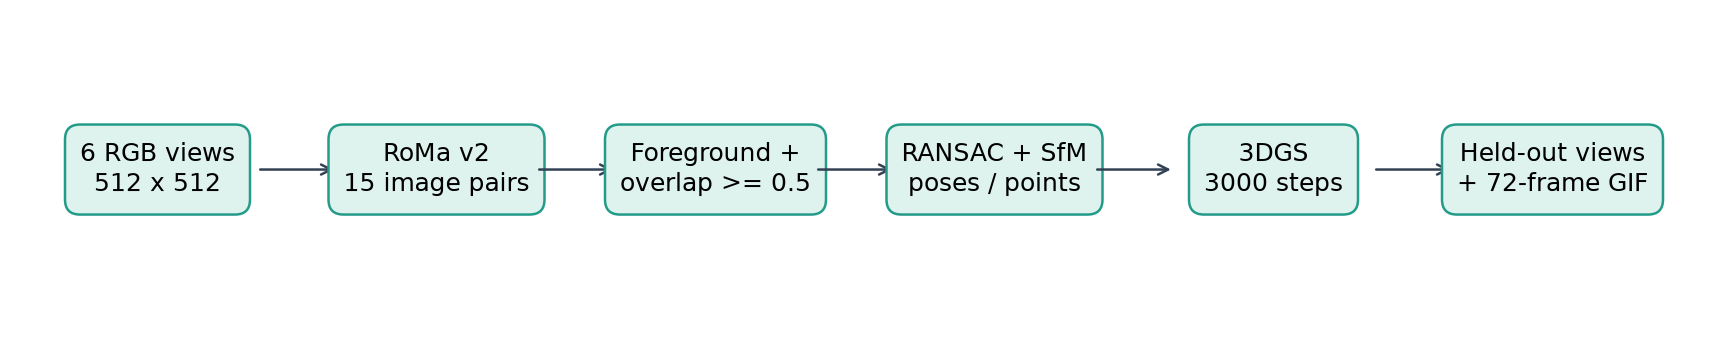 6 RGB views
512 x 512
RoMa v2
15 image pairs
Foreground +
overlap >= 0.5
RANSAC + SfM
poses / points
3DGS
3000 steps
Held-out views
+ 72-frame GIF